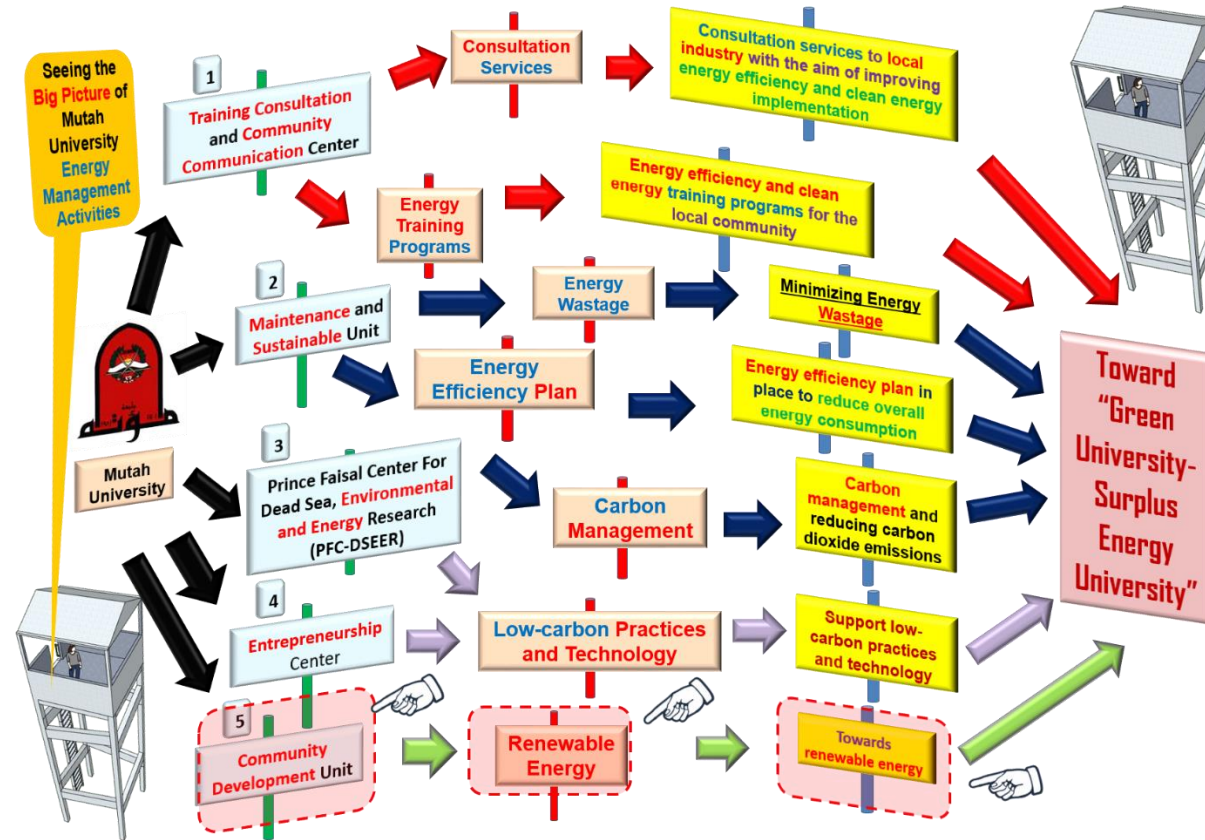 Seeing the
Big Picture of
Mutah
University
Energy
Management
Activities
1
Training Consultation
and Community
Communication Center
Consultation
Services
Consultation services to local
industry with the aim of improving
energy efficiency and clean energy
implementation
Energy
Training
Programs
Energy efficiency and clean
energy training programs for the
local community
2
Maintenance and
Sustainable Unit
Energy
Wastage
Minimizing Energy
Wastage
Energy
Efficiency Plan
Energy efficiency plan in
place to reduce overall
energy consumption
Mutah
University
3
Prince Faisal Center For
Dead Sea, Environmental
and Energy Research
(PFC-DSEER)
Carbon
Management
Carbon
management and
reducing carbon
dioxide emissions
4
Entrepreneurship
Center
Low-carbon Practices
and Technology
Support low-
carbon practices
and technology
5
Community
Development Unit
Renewable
Energy
Towards
renewable energy
Toward
“Green
University-
Surplus
Energy
University”